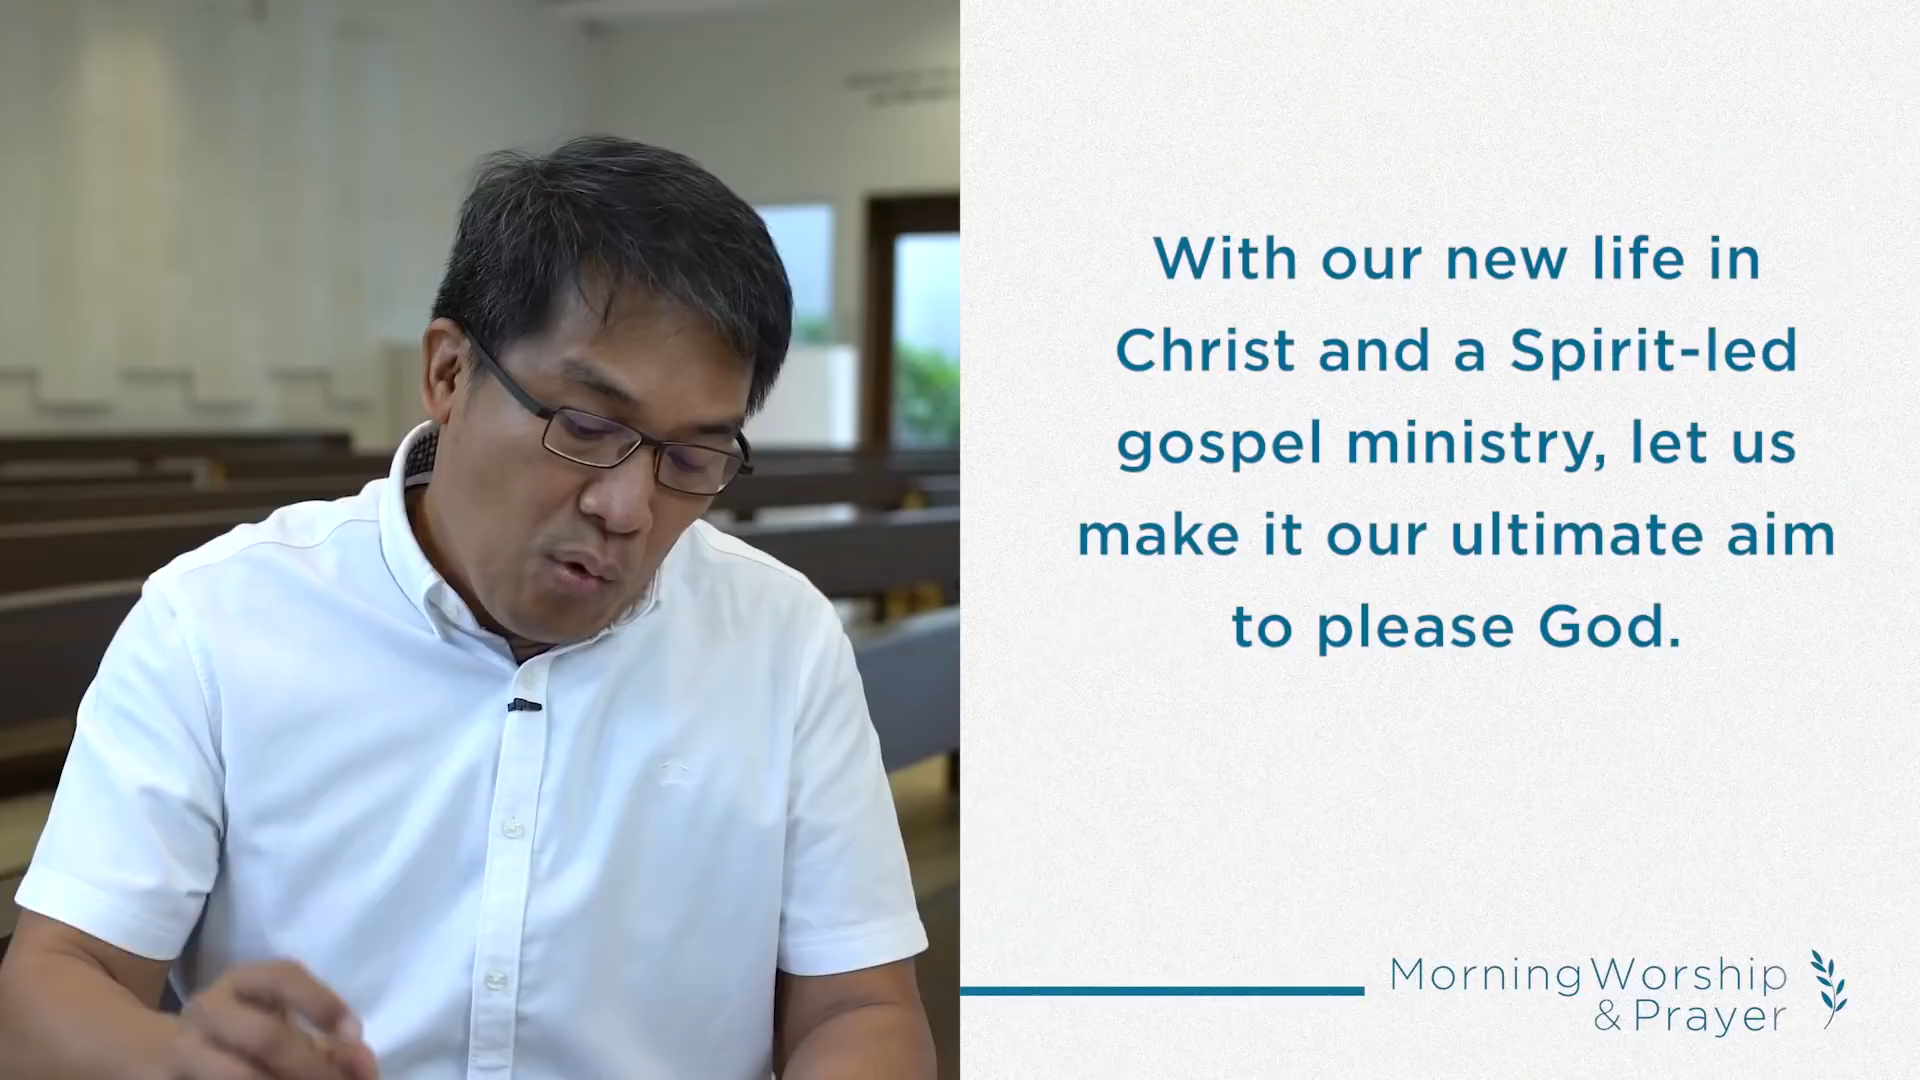 With our new life in
Christ and a Spirit-led
gospel ministry, let us
make it our ultimate aim
to please God.
Morning Worship
& Prayer